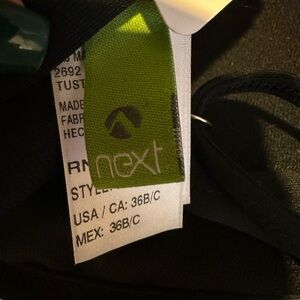 2692
TUST
MADE
FABR
HEC
next
RN
STYLE
USA / CA: 36B/C
MEX: 36B/C